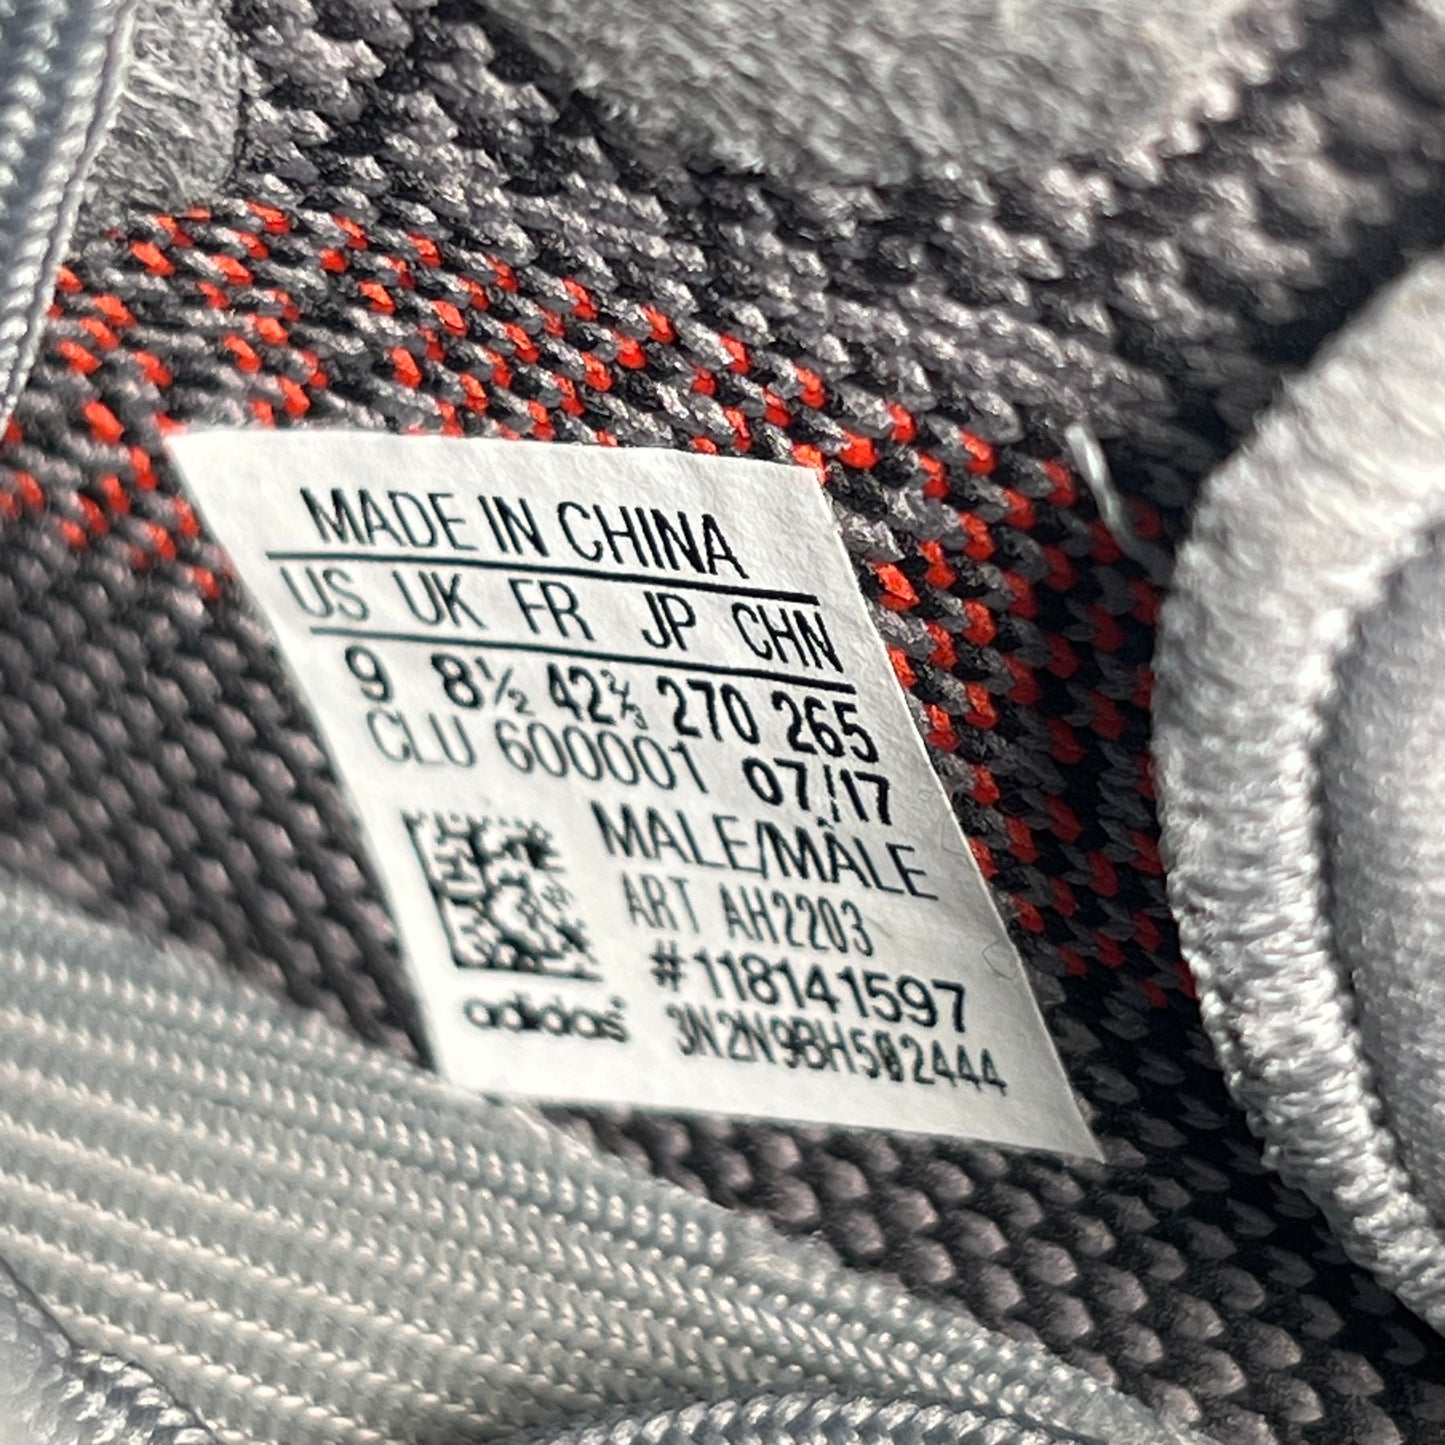 MADE IN CHINA
US UK FR JP CHN
9 8½ 42⅔ 270 265
CLU 600001 07/17
MALE/MÂLE
ART AH2203
#118141597
adidas
3N2N9BH502444